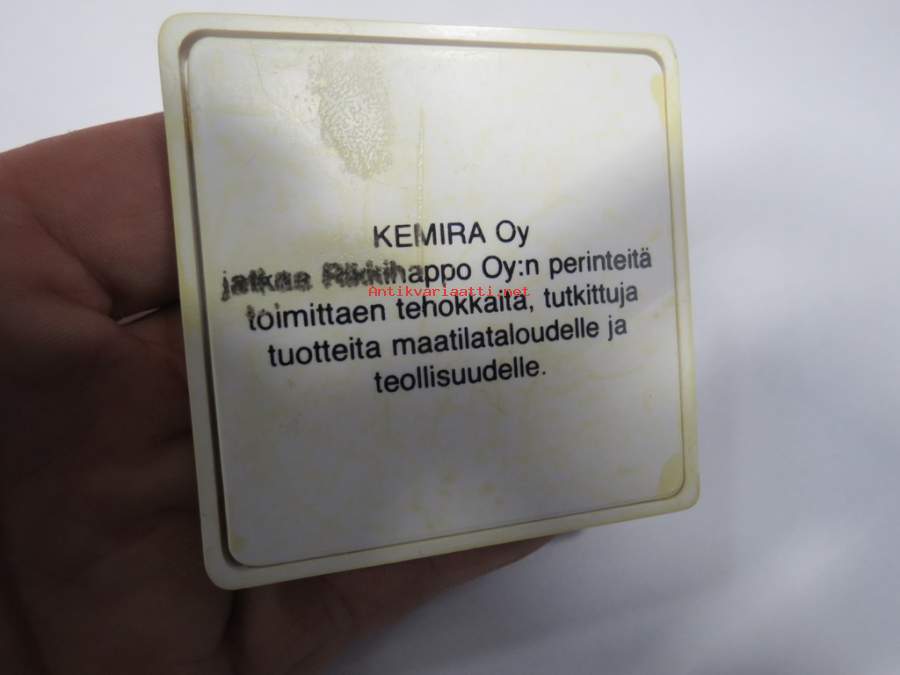 KEMIRA Oy
jatkaa Rikkihappo Oy:n perinteitä
Antikvariaatti.net
toimittaen tehokkaita, tutkittuja
tuotteita maatilataloudelle ja
teollisuudelle.